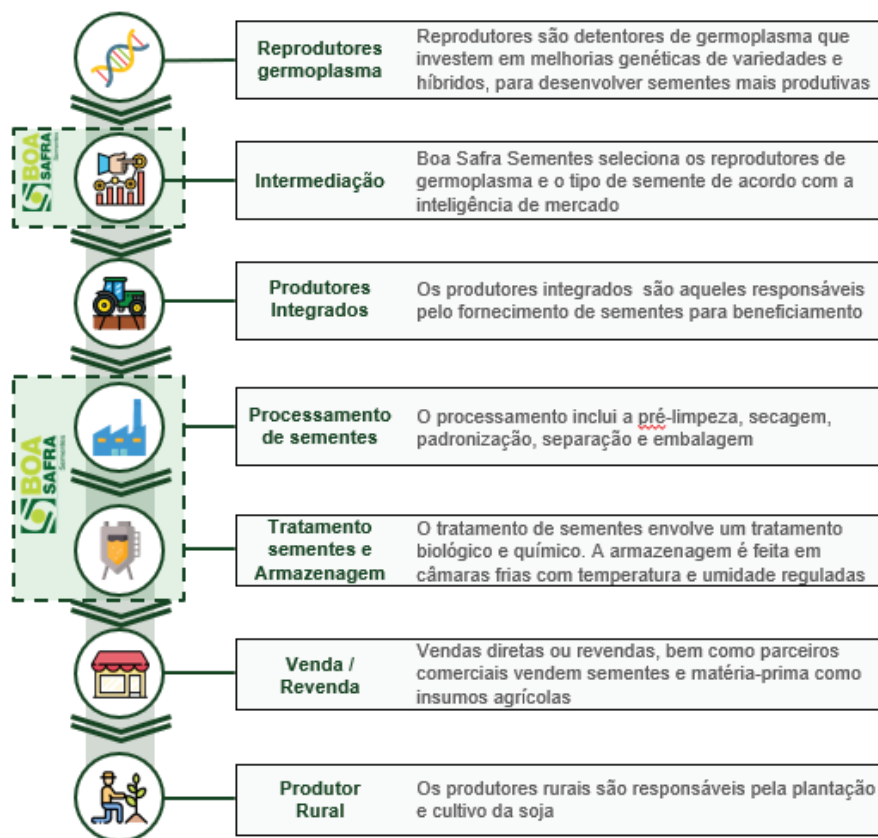 Reprodutores
germoplasma
Reprodutores são detentores de germoplasma que
investem em melhorias genéticas de variedades e
híbridos, para desenvolver sementes mais produtivas
BOA
SAFRA
Sementes
Intermediação
Boa Safra Sementes seleciona os reprodutores de
germoplasma e o tipo de semente de acordo com a
inteligência de mercado
Produtores
Integrados
Os produtores integrados são aqueles responsáveis
pelo fornecimento de sementes para beneficiamento
BOA
SAFRA
Sementes
Processamento
de sementes
O processamento inclui a pré-limpeza, secagem,
padronização, separação e embalagem
Tratamento
sementes e
Armazenagem
O tratamento de sementes envolve um tratamento
biológico e químico. A armazenagem é feita em
câmaras frias com temperatura e umidade reguladas
Venda /
Revenda
Vendas diretas ou revendas, bem como parceiros
comerciais vendem sementes e matéria-prima como
insumos agrícolas
Produtor
Rural
Os produtores rurais são responsáveis pela plantação
e cultivo da soja